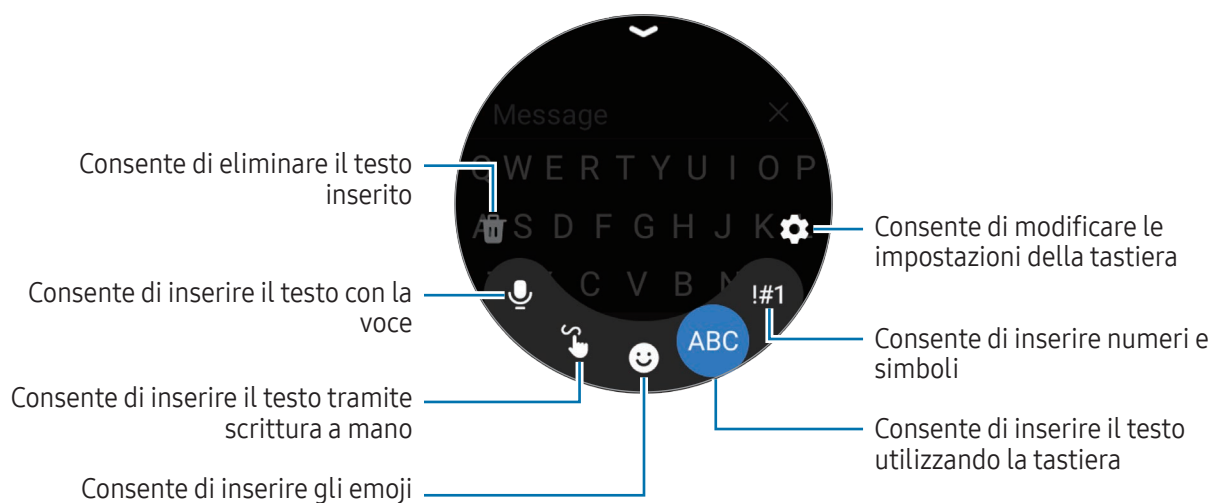 Message
QWERTYUIOP
ASDFGHJK
CVBN
!#1
ABC
Consente di eliminare il testo
inserito
Consente di inserire il testo con la
voce
Consente di inserire il testo tramite
scrittura a mano
Consente di inserire gli emoji
Consente di modificare le
impostazioni della tastiera
Consente di inserire numeri e
simboli
Consente di inserire il testo
utilizzando la tastiera